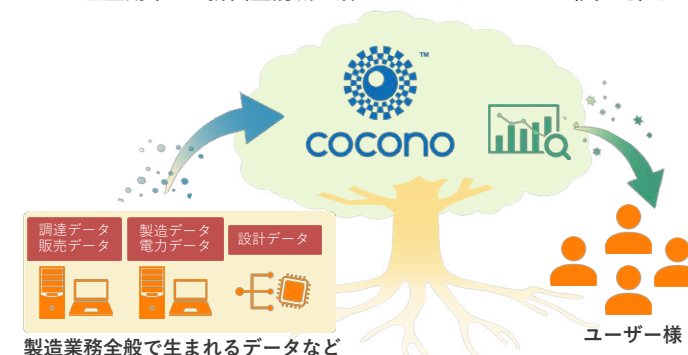 ™
cocono
調達データ
販売データ
製造データ
電力データ
設計データ
製造業務全般で生まれるデータなど
ユーザー様